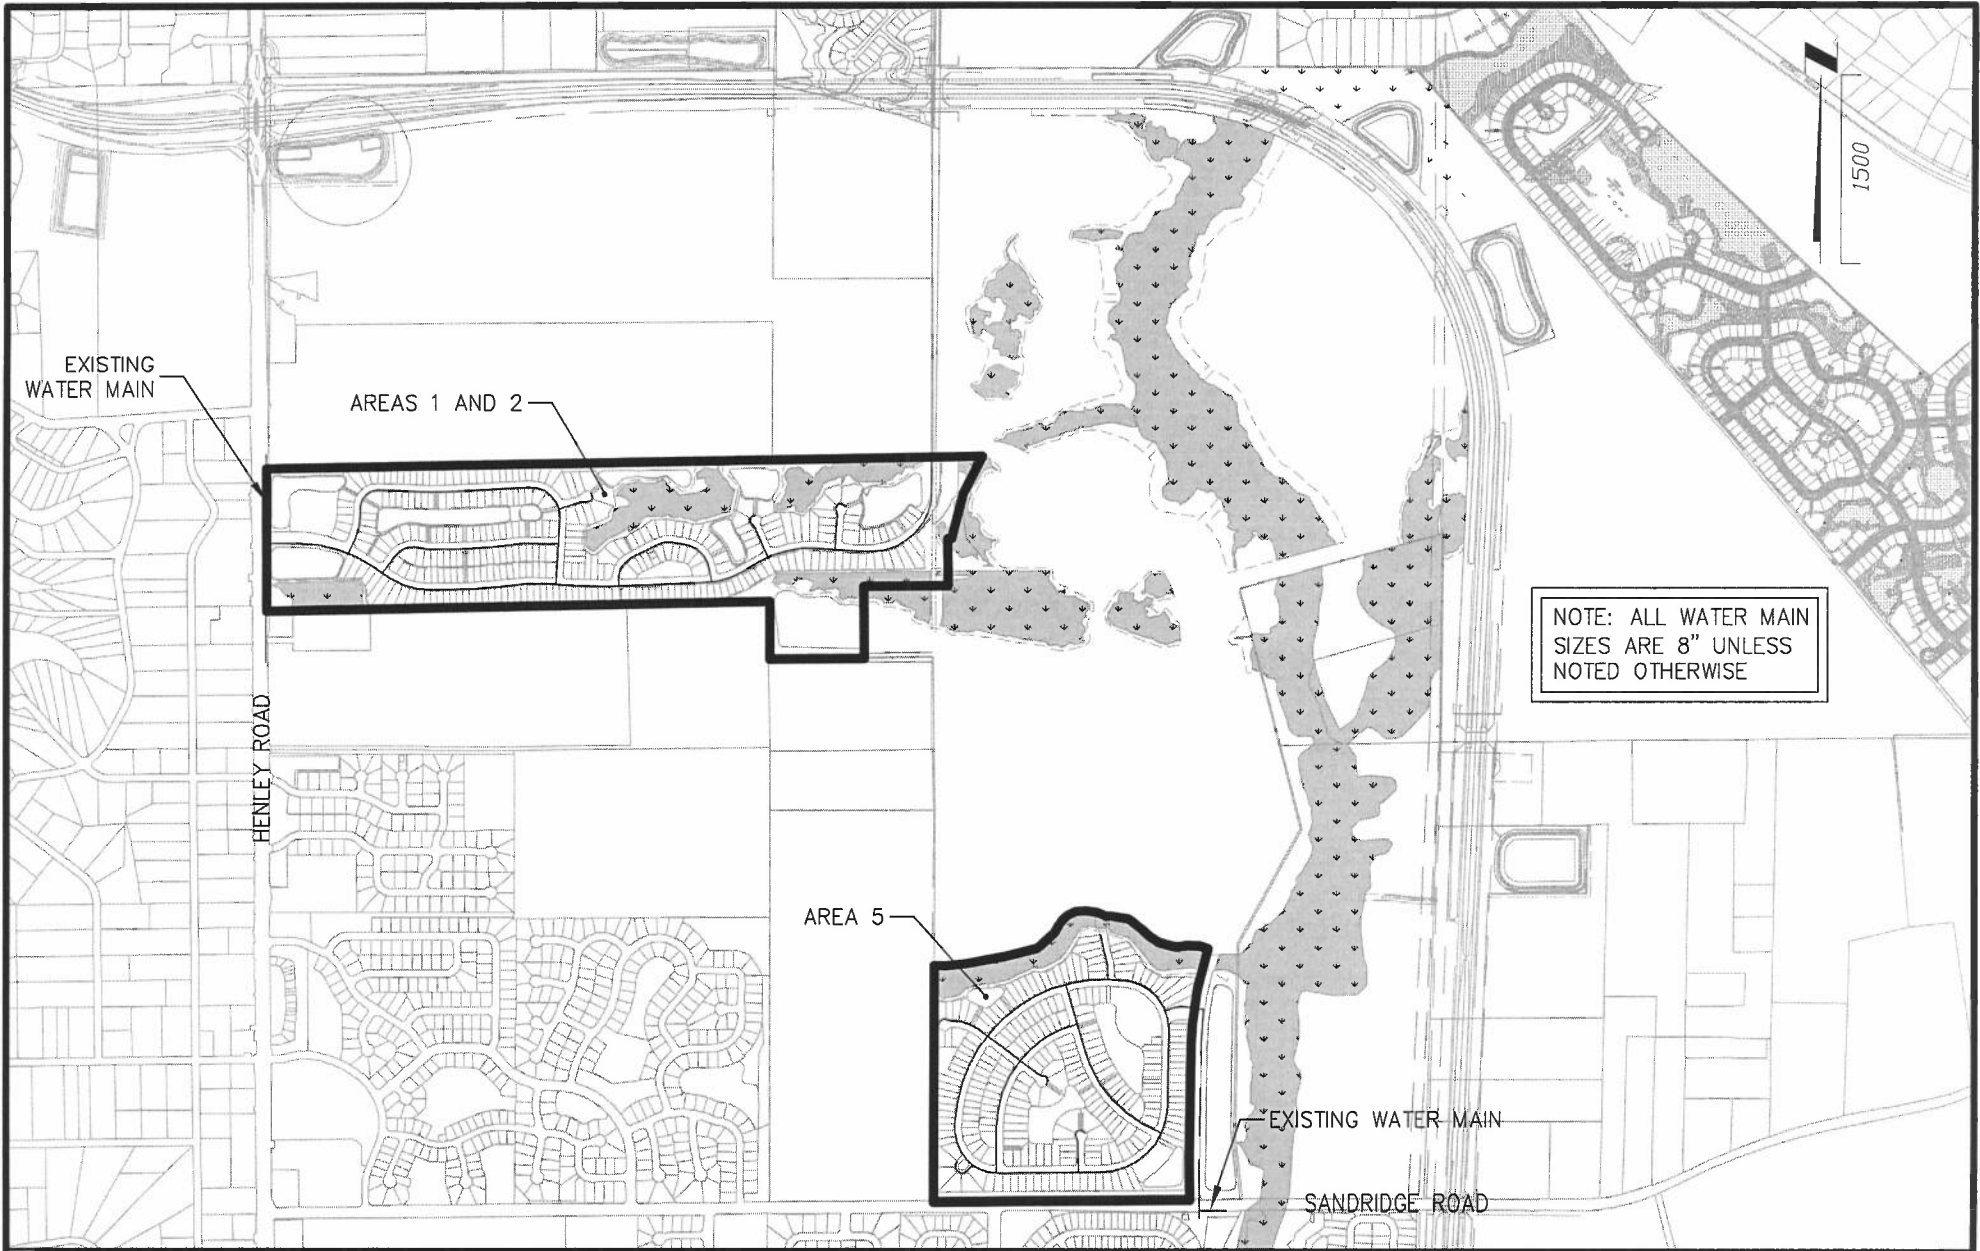 1500
EXISTING
WATER MAIN
AREAS 1 AND 2
NOTE: ALL WATER MAIN
SIZES ARE 8" UNLESS
NOTED OTHERWISE
HENLEY ROAD
AREA 5
EXISTING WATER MAIN
SANDRIDGE ROAD